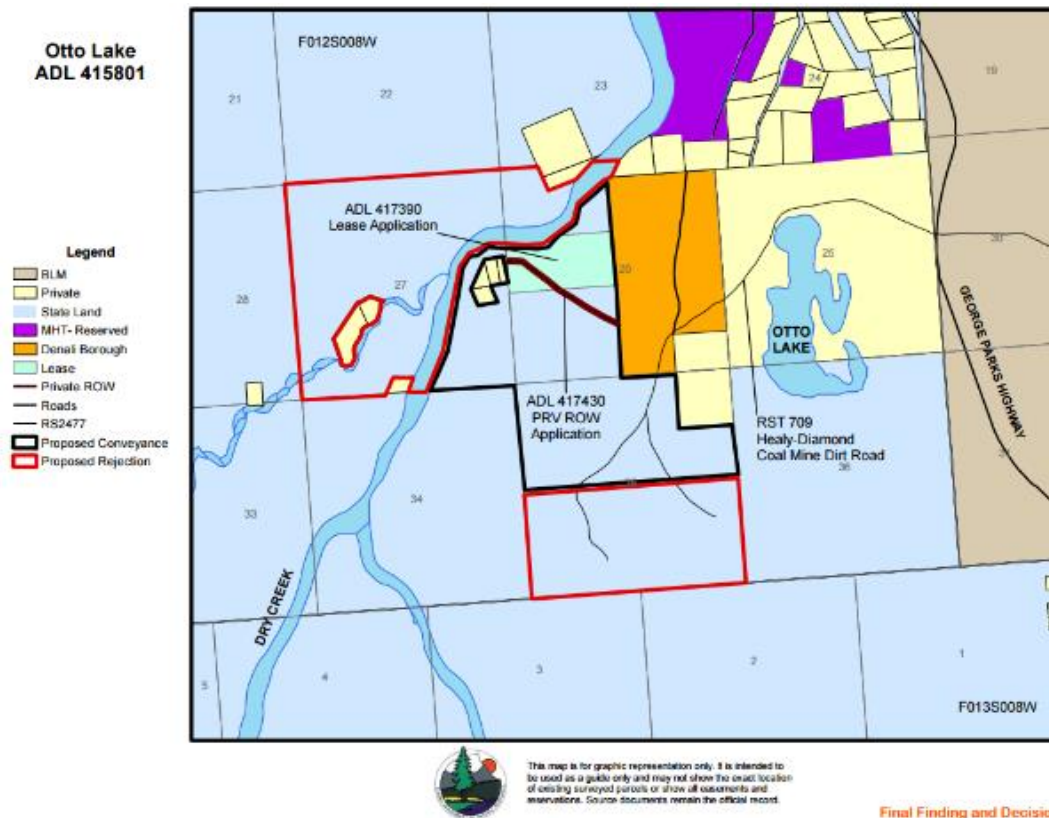 Otto Lake
ADL 415801
F012S008W
21
22
23
24
19
ADL 417390
Lease Application
28
27
26
25
30
Legend
BLM
Private
State Land
MHT- Reserved
Denali Borough
Lease
Private ROW
Roads
RS2477
Proposed Conveyance
Proposed Rejection
OTTO
LAKE
GEORGE PARKS HIGHWAY
ADL 417430
PRV ROW
Application
RST 709
Healy-Diamond
Coal Mine Dirt Road
33
34
36
DRY CREEK
5
4
3
2
1
F013S008W
This map is for graphic representation only. It is intended to
be used as a guide only and may not show the exact location
of existing surveyed parcels or show all easements and
reservations. Source documents remain the official record.
Final Finding and Decisio